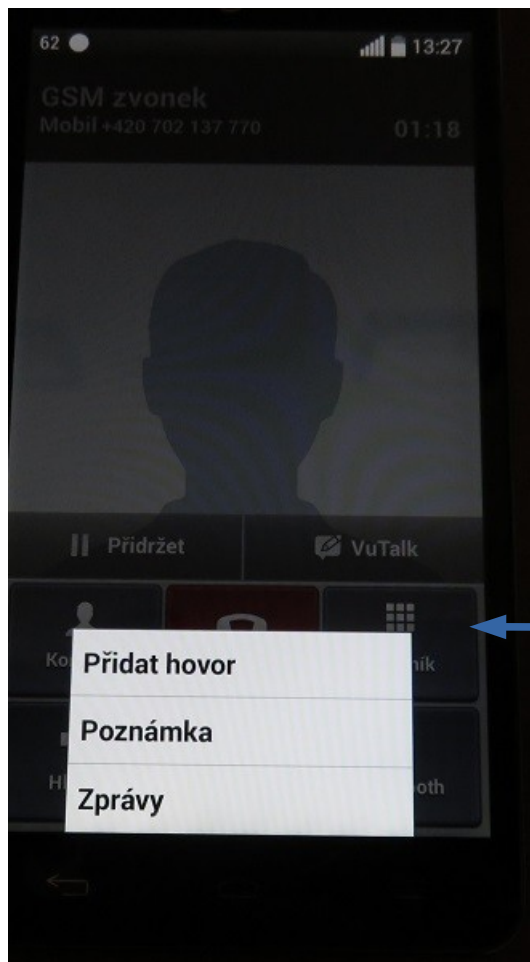 62 13:27
GSM zvonek
Mobil +420 702 137 770 01:18
Přidržet VuTalk
Přidat hovor
Poznámka
Zprávy